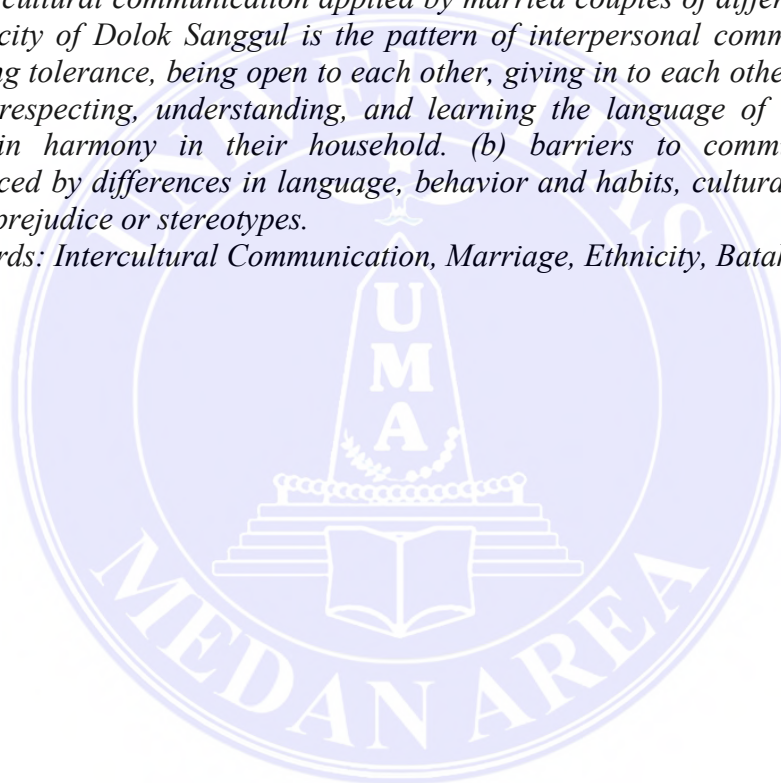 cultural communication applied by married couples of differ
city of Dolok Sanggul is the pattern of interpersonal comm
ng tolerance, being open to each other, giving in to each othe
respecting, understanding, and learning the language of
in harmony in their household. (b) barriers to comm
ced by differences in language, behavior and habits, cultura
prejudice or stereotypes.
rds: Intercultural Communication, Marriage, Ethnicity, Batak
UNIVERSITAS
U
M
A
MEDAN AREA